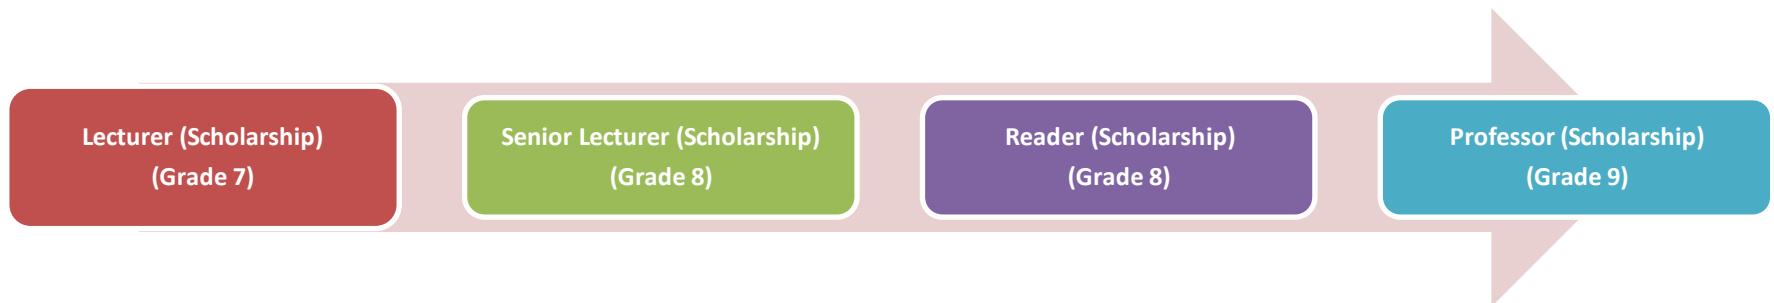 Lecturer (Scholarship)
(Grade 7)
Senior Lecturer (Scholarship)
(Grade 8)
Reader (Scholarship)
(Grade 8)
Professor (Scholarship)
(Grade 9)